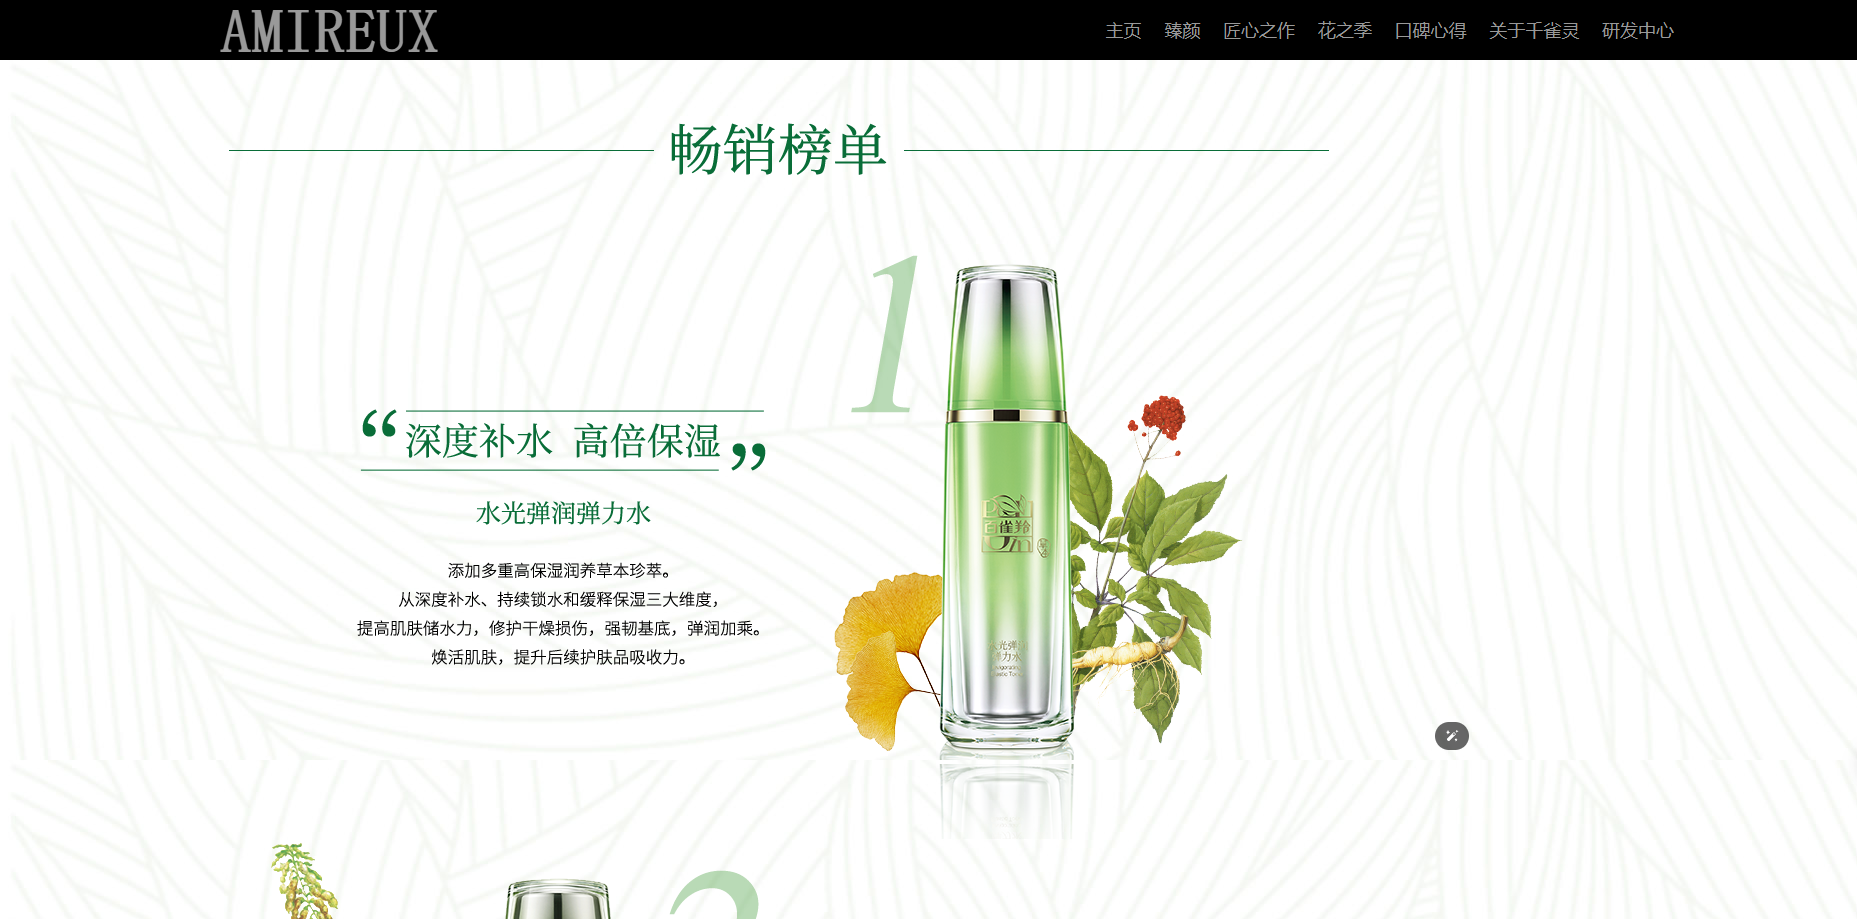 AMIREUX
主页 臻颜 匠心之作 花之季 口碑心得 关于千雀灵 研发中心
畅销榜单
1
“深度补水 高倍保湿”
水光弹润弹力水
添加多重高保湿润养草本珍萃。
从深度补水、持续锁水和缓释保湿三大维度，
提高肌肤储水力，修护干燥损伤，强韧基底，弹润加乘。
焕活肌肤，提升后续护肤品吸收力。
百雀羚
水光弹润
弹力水
2